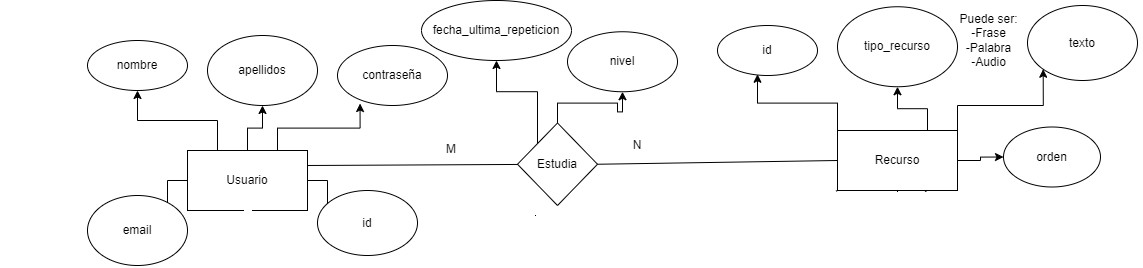 fecha_ultima_repeticion
nombre
apellidos
contraseña
nivel
id
tipo_recurso
Puede ser:
-Frase
-Palabra
-Audio
texto
M
N
Usuario
Estudia
Recurso
orden
email
id